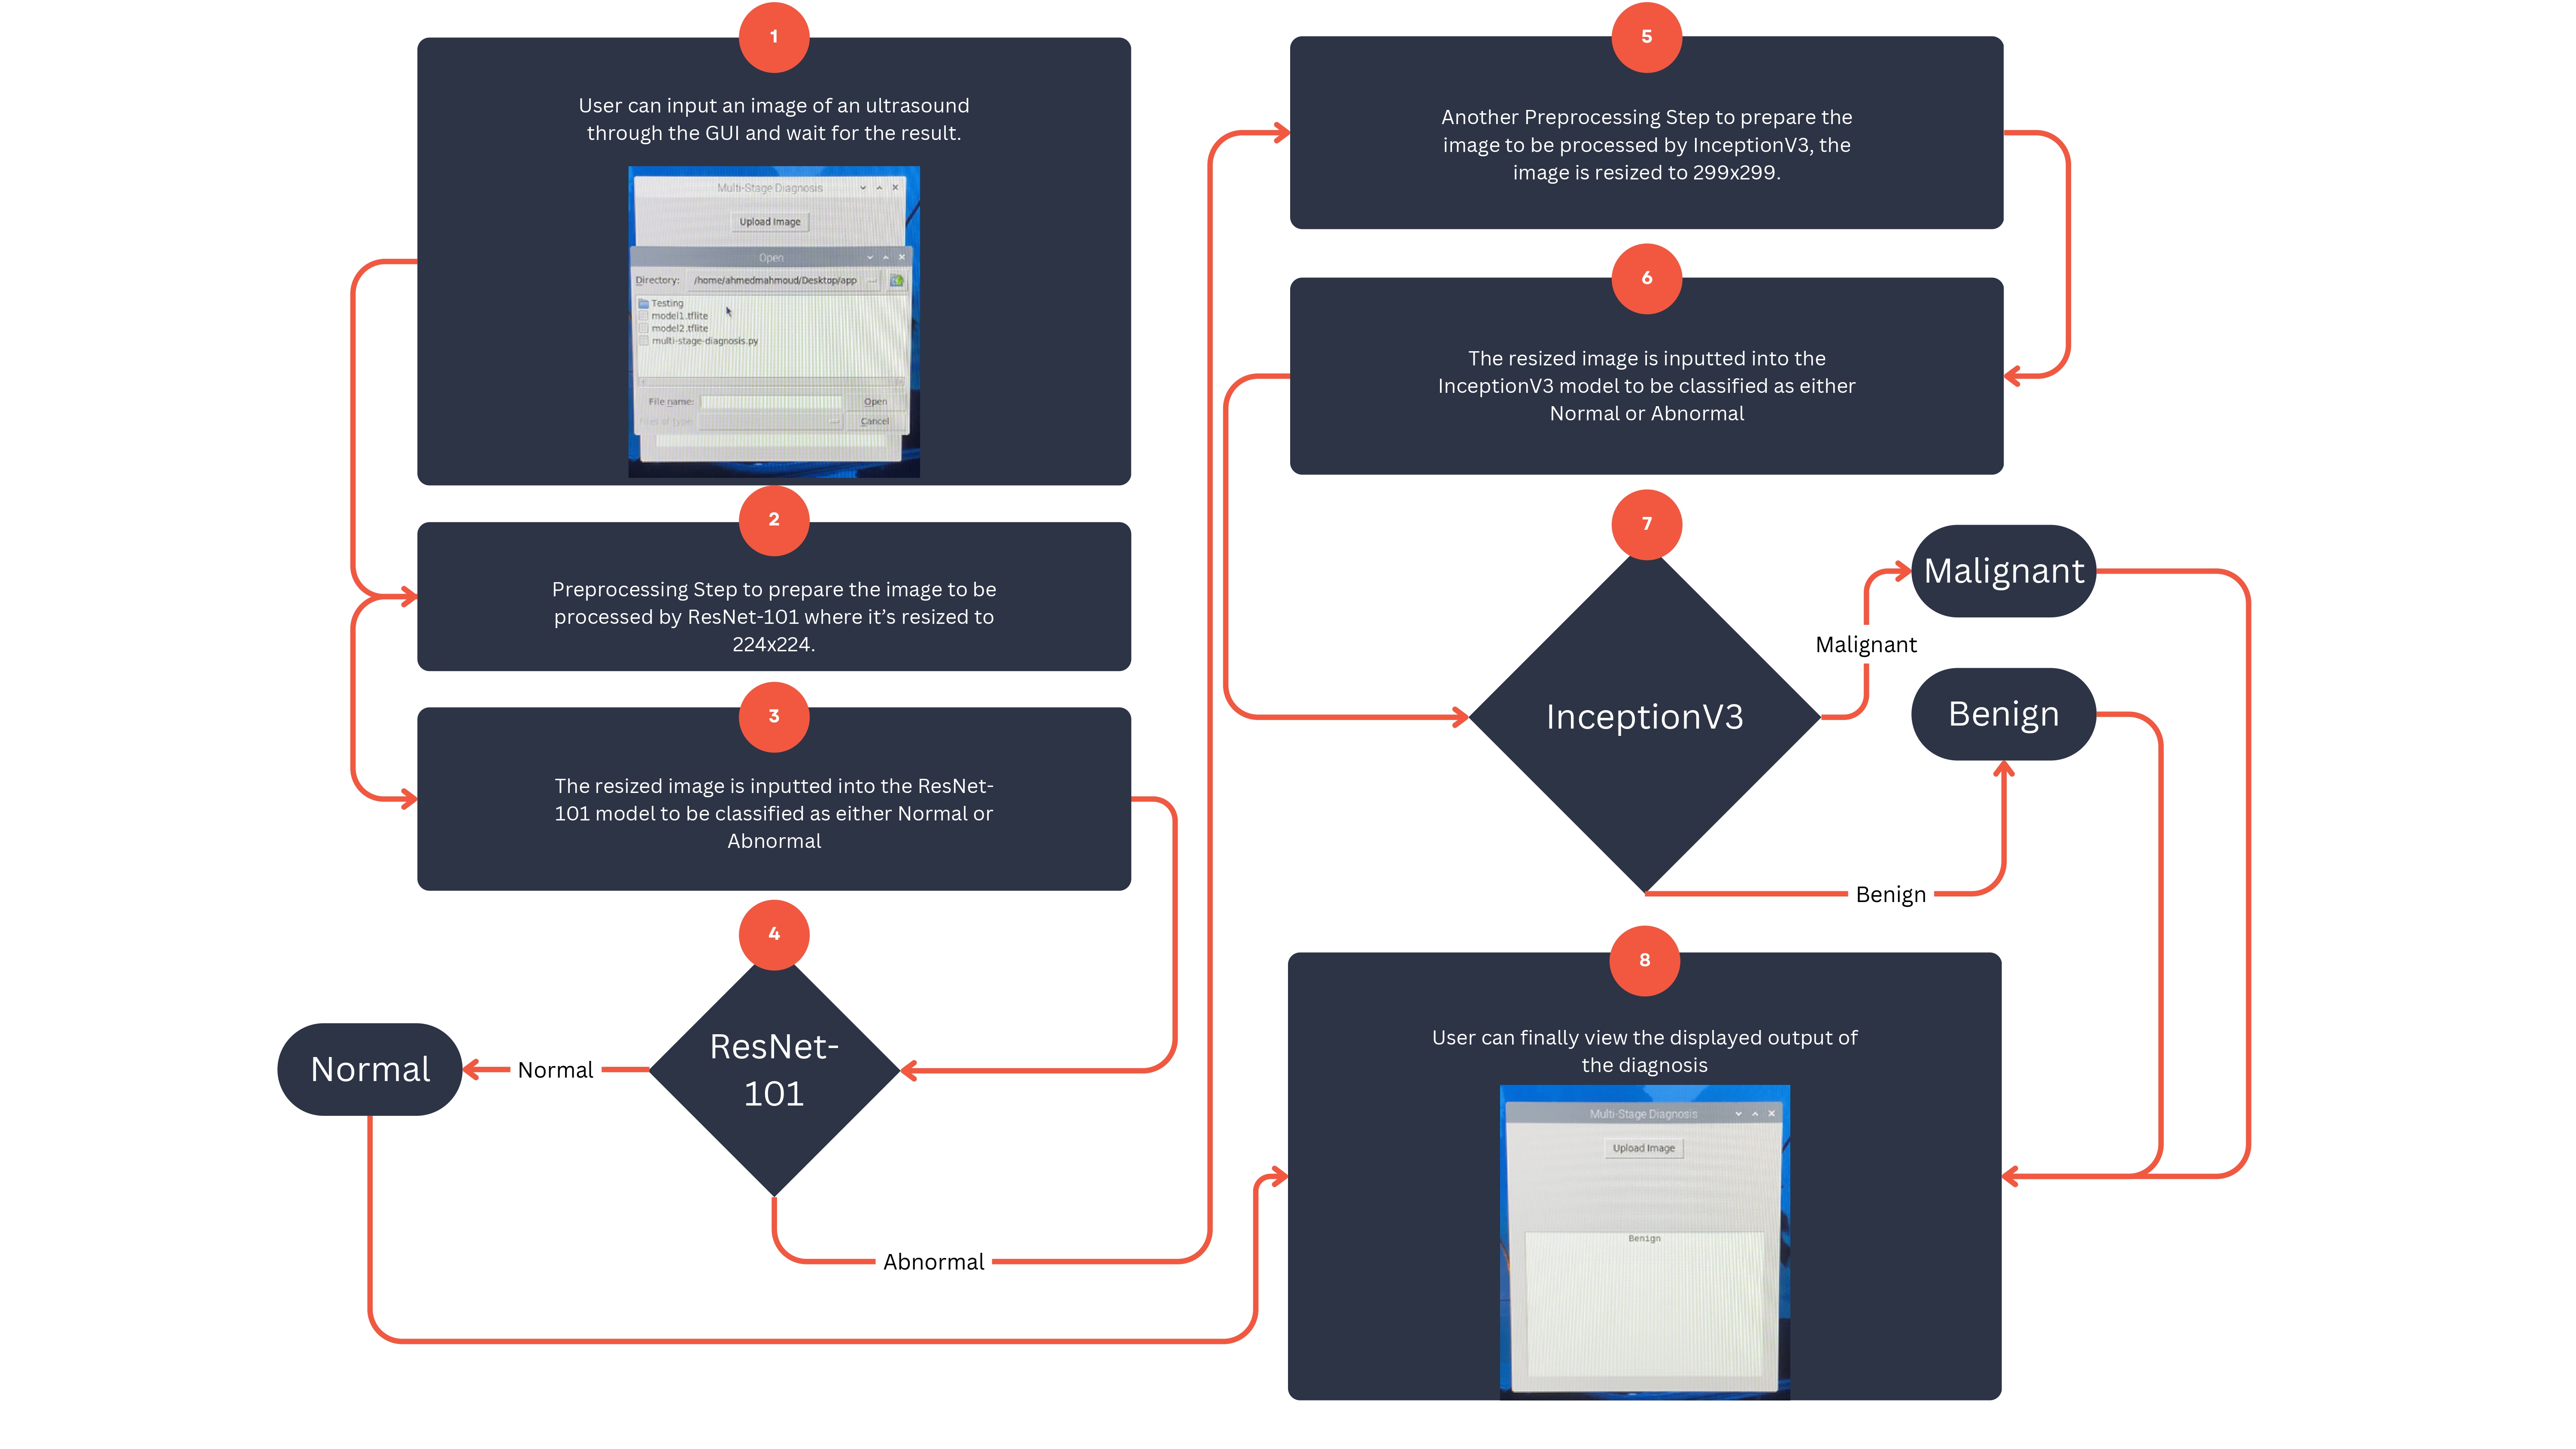 1
User can input an image of an ultrasound
through the GUI and wait for the result.
Multi-Stage Diagnosis
Upload Image
Open
Directory: /home/ahmedmahmoud/Desktop/app
Testing
model1.tflite
model2.tflite
multi-stage-diagnosis.py
File name:
Open
Files of type:
Cancel
2
Preprocessing Step to prepare the image to be
processed by ResNet-101 where it’s resized to
224x224.
3
The resized image is inputted into the ResNet-
101 model to be classified as either Normal or
Abnormal
4
ResNet-
101
Normal
Normal
Abnormal
5
Another Preprocessing Step to prepare the
image to be processed by InceptionV3, the
image is resized to 299x299.
6
The resized image is inputted into the
InceptionV3 model to be classified as either
Normal or Abnormal
7
InceptionV3
Malignant
Malignant
Benign
Benign
8
User can finally view the displayed output of
the diagnosis
Multi-Stage Diagnosis
Upload Image
Benign